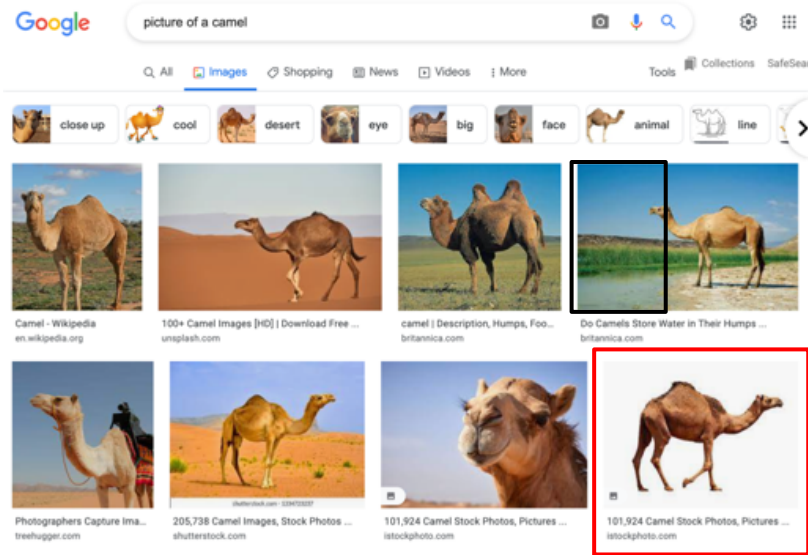 Google
picture of a camel
All Images Shopping News Videos More Tools Collections
close up cool desert eye big face animal line
Camel - Wikipedia
en.wikipedia.org
100+ Camel Images [HD] | Download Free ...
unsplash.com
camel | Description, Humps, Foo...
britannica.com
Do Camels Store Water in Their Humps ...
britannica.com
shutterstock.com
Photographers Capture Ima...
treehugger.com
205,738 Camel Images, Stock Photos ...
shutterstock.com
101,924 Camel Stock Photos, Pictures ...
istockphoto.com
101,924 Camel Stock Photos, Pictures ...
istockphoto.com